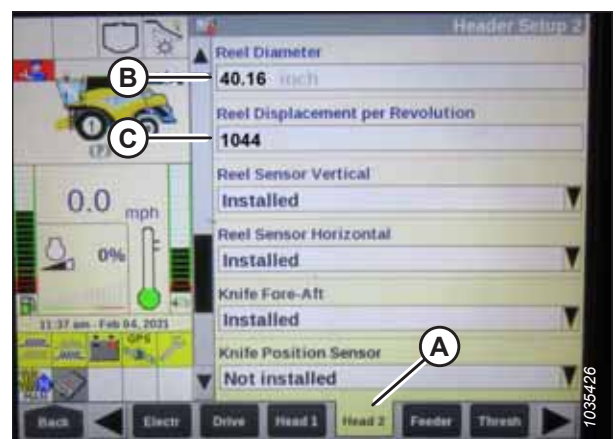 Header Setup 2
Reel Diameter
B
40.16 inch
Reel Displacement per Revolution
C
1044
Reel Sensor Vertical
Installed
Reel Sensor Horizontal
Installed
Knife Fore-Aft
Installed
Knife Position Sensor
Not installed
A
0.0 mph
0%
11:37 am - Feb 04, 2021
GPS
Back
Electr
Drive
Head 1
Head 2
Feeder
Thresh
1035426